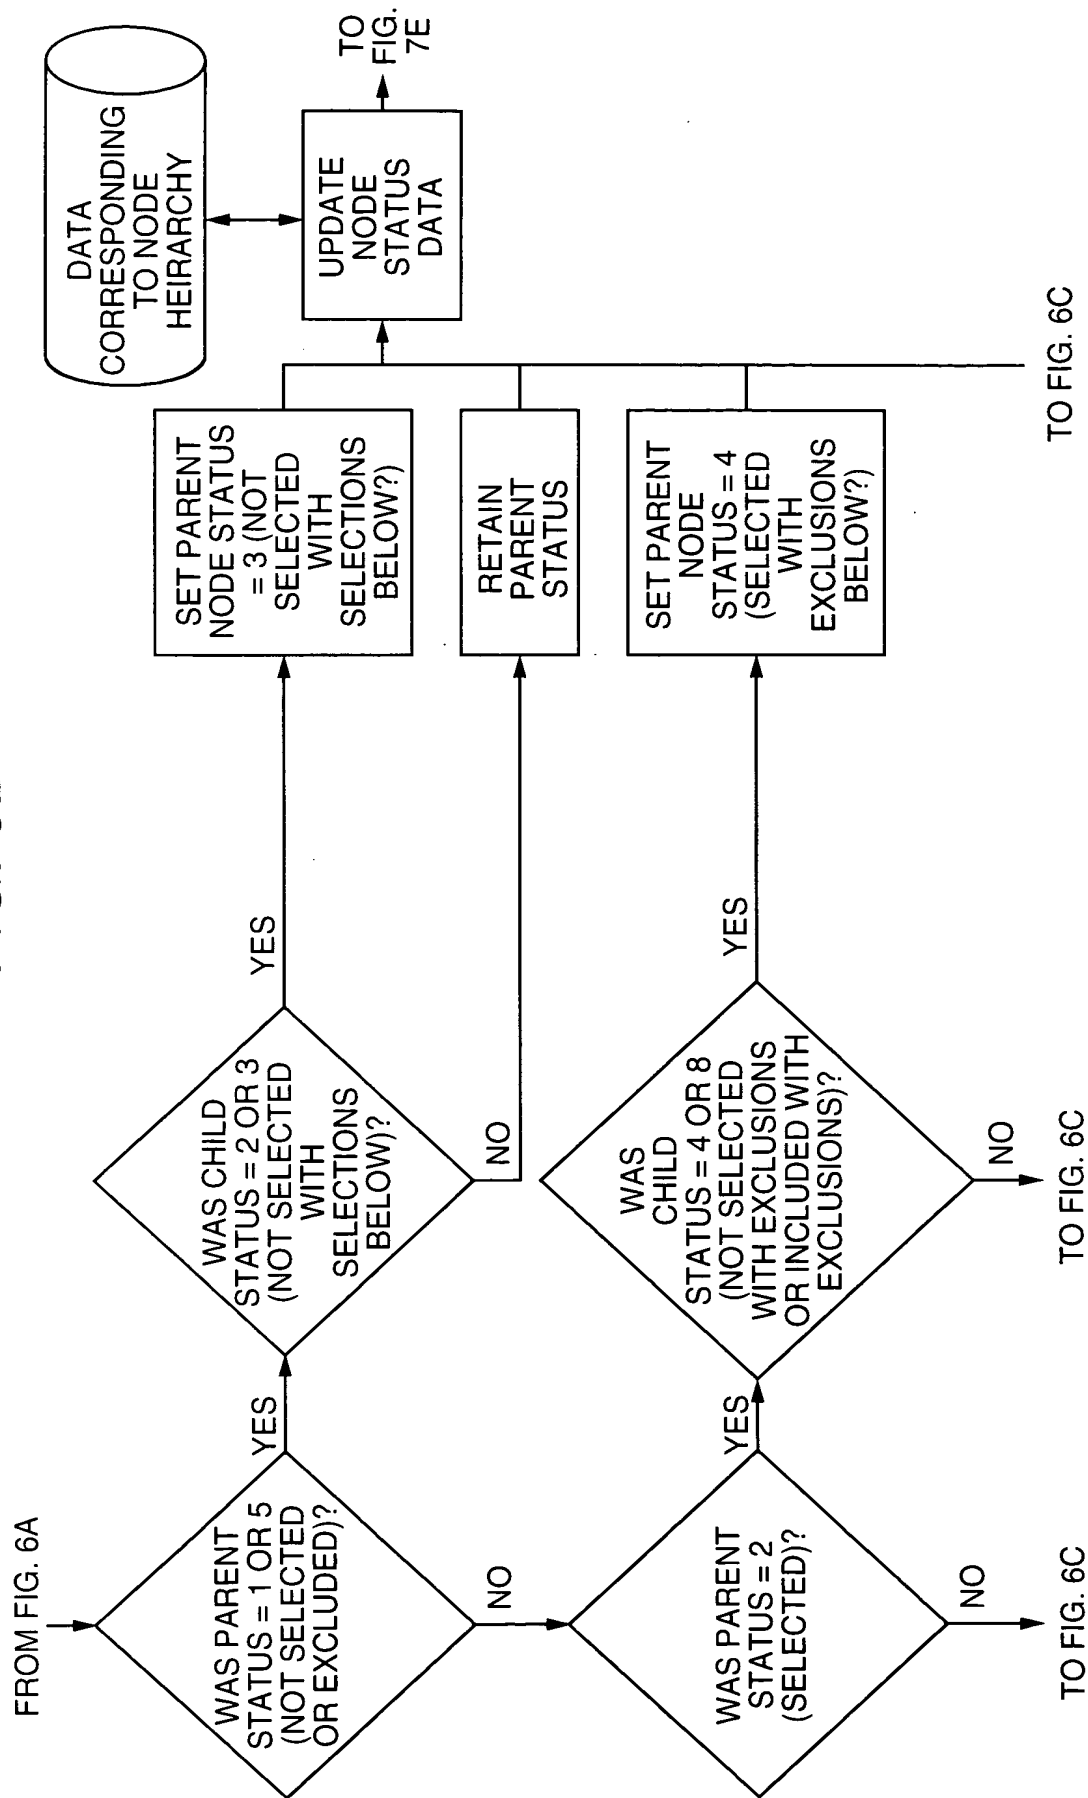 FROM FIG. 6A
WAS PARENT
STATUS = 1 OR 5
(NOT SELECTED
OR EXCLUDED)?
YES
NO
WAS CHILD
STATUS = 2 OR 3
(NOT SELECTED
WITH
SELECTIONS
BELOW)?
YES
NO
SET PARENT
NODE STATUS
= 3 (NOT
SELECTED
WITH
SELECTIONS
BELOW?)
RETAIN
PARENT
STATUS
DATA
CORRESPONDING
TO NODE
HEIRARCHY
UPDATE
NODE
STATUS
DATA
TO
FIG.
7E
WAS PARENT
STATUS = 2
(SELECTED)?
YES
NO
TO FIG. 6C
WAS
CHILD
STATUS = 4 OR 8
(NOT SELECTED
WITH EXCLUSIONS
OR INCLUDED WITH
EXCLUSIONS)?
YES
NO
TO FIG. 6C
SET PARENT
NODE
STATUS = 4
(SELECTED
WITH
EXCLUSIONS
BELOW?)
TO FIG. 6C